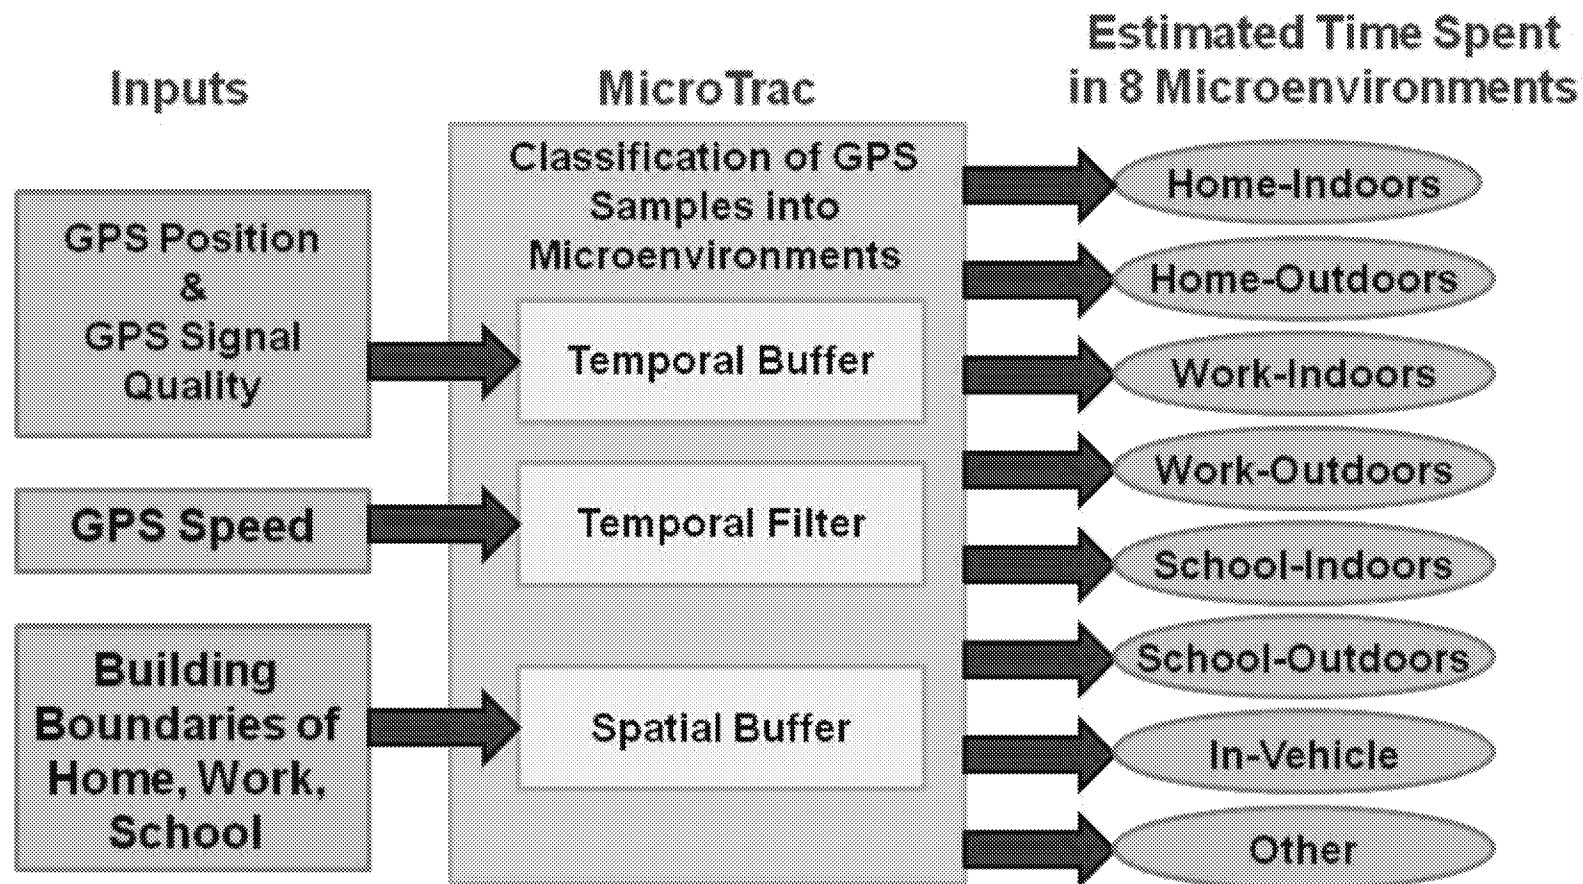 Inputs
GPS Position
&
GPS Signal
Quality
GPS Speed
Building
Boundaries of
Home, Work,
School
MicroTrac
Classification of GPS
Samples into
Microenvironments
Temporal Buffer
Temporal Filter
Spatial Buffer
Estimated Time Spent
in 8 Microenvironments
Home-Indoors
Home-Outdoors
Work-Indoors
Work-Outdoors
School-Indoors
School-Outdoors
In-Vehicle
Other